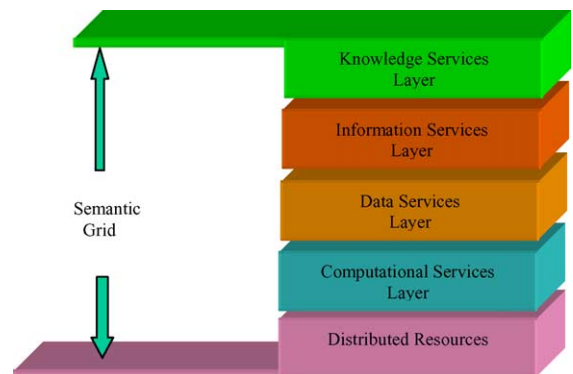 Knowledge Services
Layer
Information Services
Layer
Data Services
Layer
Semantic
Grid
Computational Services
Layer
Distributed Resources